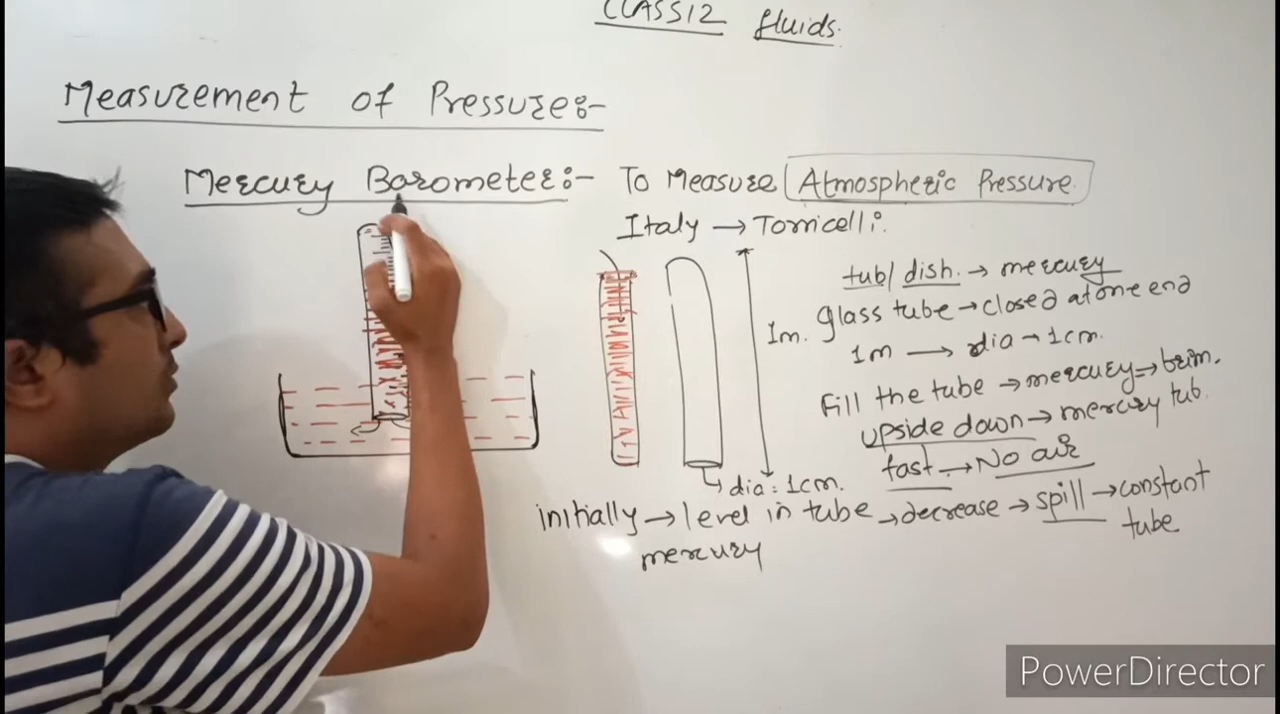 CLASS12 fluids.
Measurement of Pressure:-
Mercury Barometer:- To Measure Atmospheric Pressure.
Italy → Torricelli
tub/ dish. → mercury
glass tube → closed at one end
1m.
1m → dia → 1cm.
Fill the tube → mercury → brim.
upside down → mercury tub.
fast → No air
dia = 1cm.
initially → level in tube → decrease → spill → constant
mercury
tube
PowerDirector